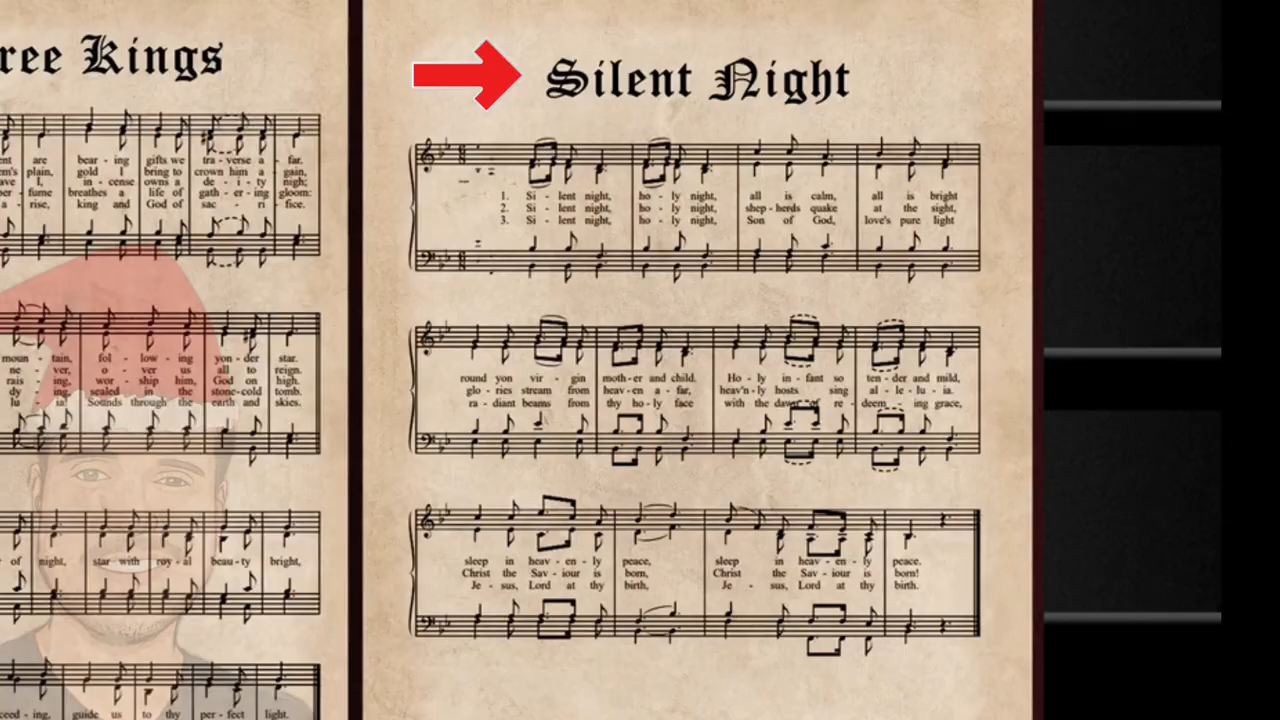 ree Kings
ent are bear - ing gifts we tra - verse a - far.
em's plain, gold I bring to crown him a - gain,
ave I, in - cense owns a de - i - ty nigh;
per - fume breathes a life of gath - er - ing gloom:
a - rise, king and God of sac - ri - fice.
moun - tain, fol - low - ing yon - der star.
ne - ver, o - ver us all to reign.
rais - ing, wor - ship him, God on high.
dy ing, sealed in the stone-cold tomb.
lu - ia! Sounds through the earth and skies.
of night, star with roy - al beau - ty bright,
ceed - ing, guide us to thy per - fect light.
Silent Night
1. Si - lent night, ho - ly night, all is calm, all is bright
2. Si - lent night, ho - ly night, shep - herds quake at the sight,
3. Si - lent night, ho - ly night, Son of God, love's pure light
round yon vir - gin moth - er and child. Ho - ly in - fant so ten - der and mild,
glo - ries stream from heav - en a - far, heav'n - ly hosts sing al - le - lu - ia.
ra - diant beams from thy ho - ly face with the dawn of re - deem - ing grace,
sleep in heav - en - ly peace, sleep in heav - en - ly peace.
Christ the Sav - iour is born, Christ the Sav - iour is born!
Je - sus, Lord at thy birth, Je - sus, Lord at thy birth.